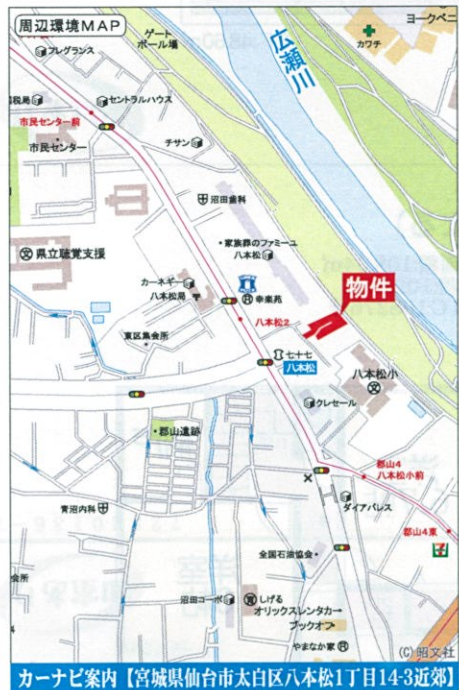 周辺環境MAP
ゲート
ボール場
ヨークベニ
カワチ
フレグランス
広瀬川
税局
セントラルハウス
市民センター前
市民センター
チサン
沼田歯科
家族葬のファミーユ
八本松
県立聴覚支援
カーネギー
八本松局
幸楽苑
物件
八本松2
東区集会所
七十七
八本松
八本松小
クレセール
郡山遺跡
郡山4
八本松小前
ダイアパレス
青沼内科
郡山4東
全国石油協会
会所
沼田コーポ
しげる
オリックスレンタカー
ブックオフ
やまなか家
(C)昭文社
カーナビ案内【宮城県仙台市太白区八本松1丁目14-3近郊】